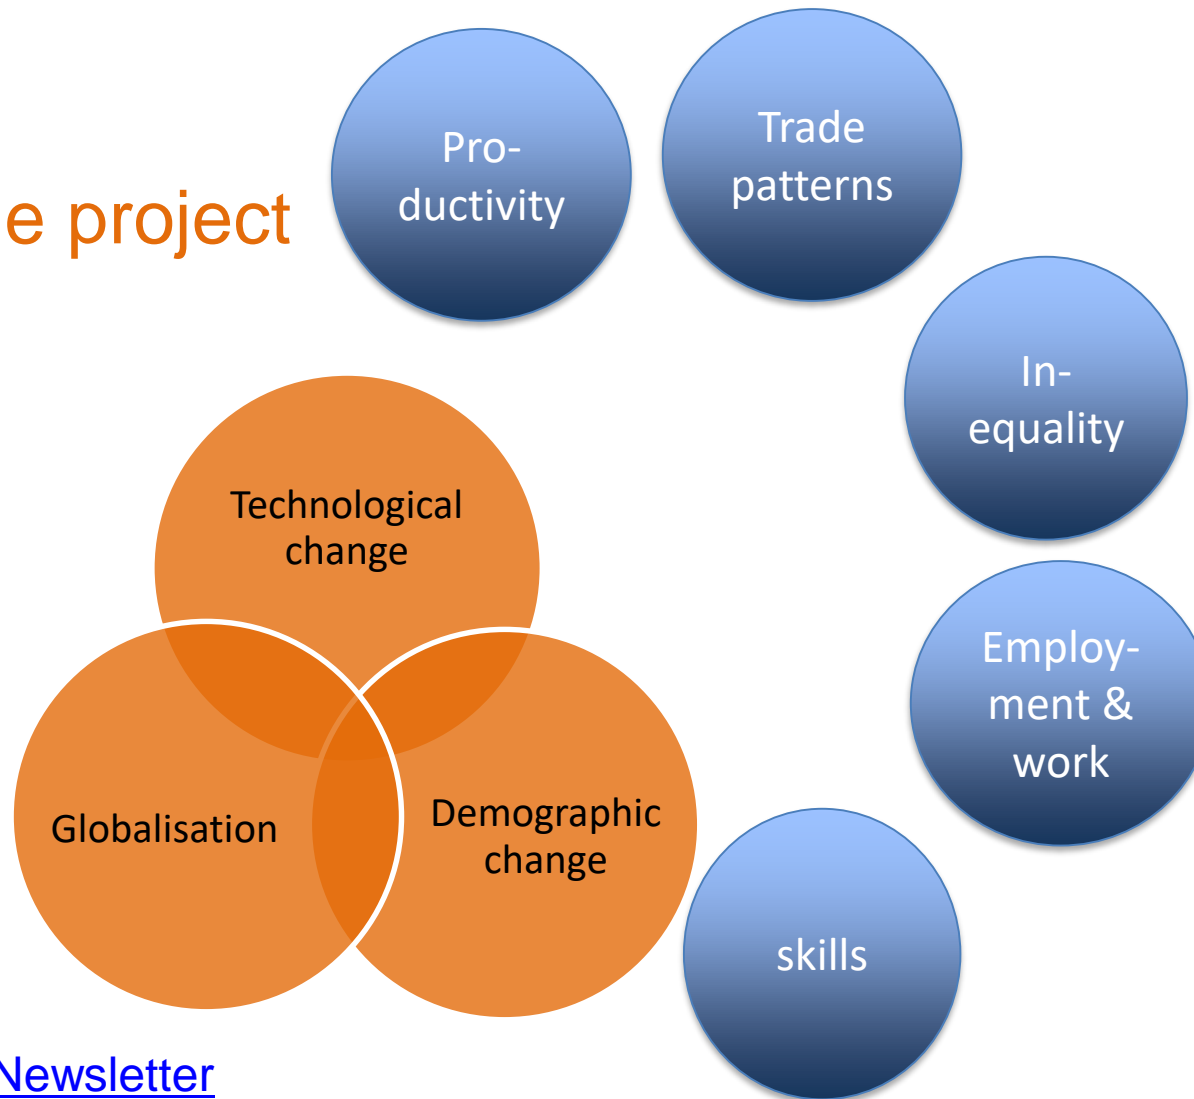 e project
Pro-
ductivity
Trade
patterns
In-
equality
Technological
change
Employ-
ment &
work
Globalisation
Demographic
change
skills
Newsletter